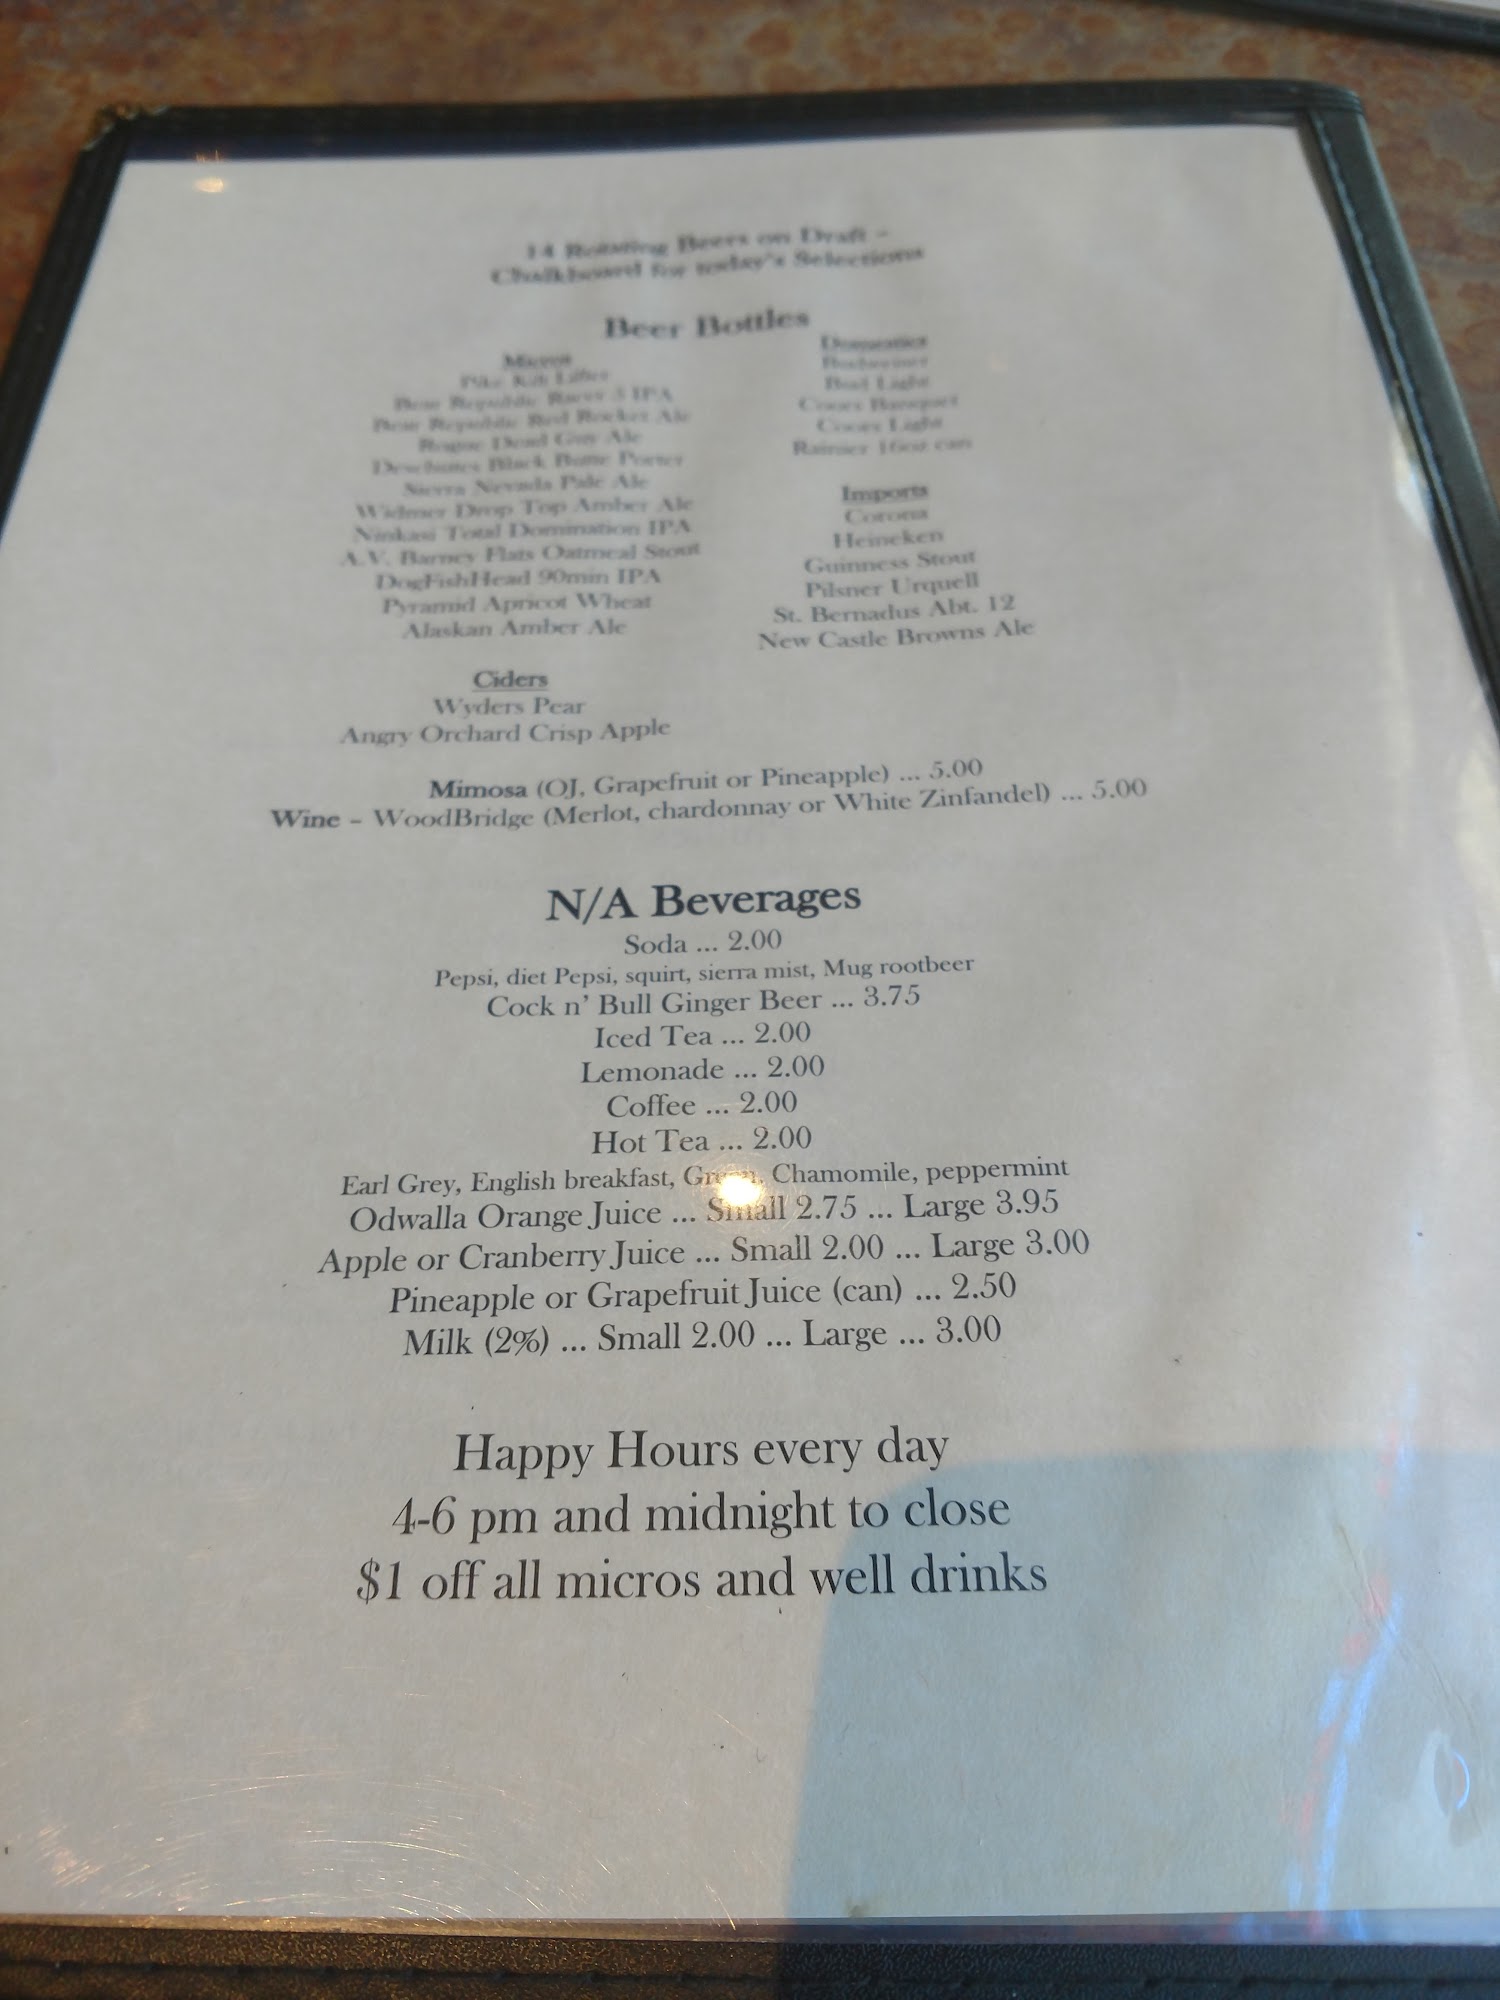 14 Rotating Beers on Draft –
Chalkboard for today's Selections
Beer Bottles
Micros
Pike Kilt Lifter
Bear Republic Racer 5 IPA
Bear Republic Red Rocket Ale
Rogue Dead Guy Ale
Deschutes Black Butte Porter
Sierra Nevada Pale Ale
Widmer Drop Top Amber Ale
Ninkasi Total Domination IPA
A.V. Barney Flats Oatmeal Stout
DogFishHead 90min IPA
Pyramid Apricot Wheat
Alaskan Amber Ale
Ciders
Wyders Pear
Angry Orchard Crisp Apple
Domestics
Budweiser
Bud Light
Coors Banquet
Coors Light
Rainier 16oz can
Imports
Corona
Heineken
Guinness Stout
Pilsner Urquell
St. Bernadus Abt. 12
New Castle Browns Ale
Mimosa (OJ, Grapefruit or Pineapple) ... 5.00
Wine – WoodBridge (Merlot, chardonnay or White Zinfandel) ... 5.00
N/A Beverages
Soda ... 2.00
Pepsi, diet Pepsi, squirt, sierra mist, Mug rootbeer
Cock n' Bull Ginger Beer ... 3.75
Iced Tea ... 2.00
Lemonade ... 2.00
Coffee ... 2.00
Hot Tea ... 2.00
Earl Grey, English breakfast, Green, Chamomile, peppermint
Odwalla Orange Juice ... Small 2.75 ... Large 3.95
Apple or Cranberry Juice ... Small 2.00 ... Large 3.00
Pineapple or Grapefruit Juice (can) ... 2.50
Milk (2%) ... Small 2.00 ... Large ... 3.00
Happy Hours every day
4-6 pm and midnight to close
$1 off all micros and well drinks